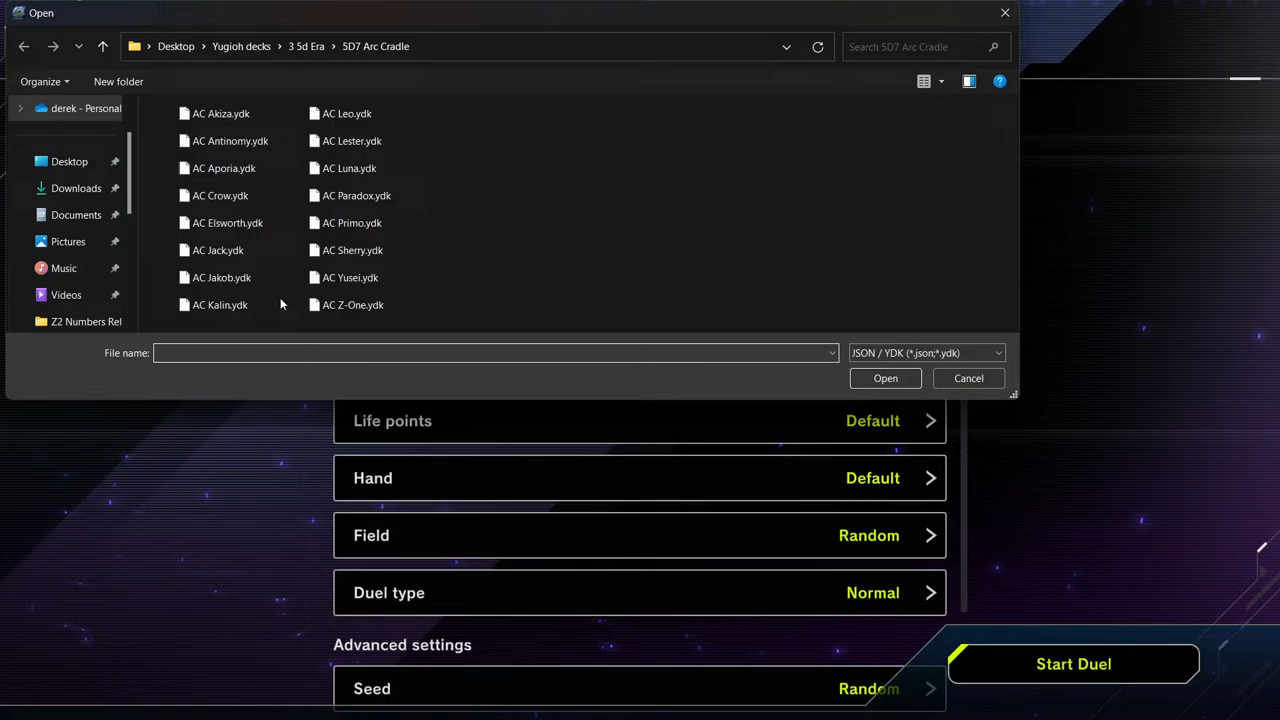 Open
Desktop > Yugioh decks > 3 5d Era > 5D7 Arc Cradle
Search 5D7 Arc Cradle
Organize
New folder
derek - Personal
Desktop
Downloads
Documents
Pictures
Music
Videos
Z2 Numbers Rel
AC Akiza.ydk
AC Antinomy.ydk
AC Aporia.ydk
AC Crow.ydk
AC Elsworth.ydk
AC Jack.ydk
AC Jakob.ydk
AC Kalin.ydk
AC Leo.ydk
AC Lester.ydk
AC Luna.ydk
AC Paradox.ydk
AC Primo.ydk
AC Sherry.ydk
AC Yusei.ydk
AC Z-One.ydk
File name:
JSON / YDK (*.json;*.ydk)
Open
Cancel
Life points Default
Hand Default
Field Random
Duel type Normal
Advanced settings
Seed Random
Start Duel